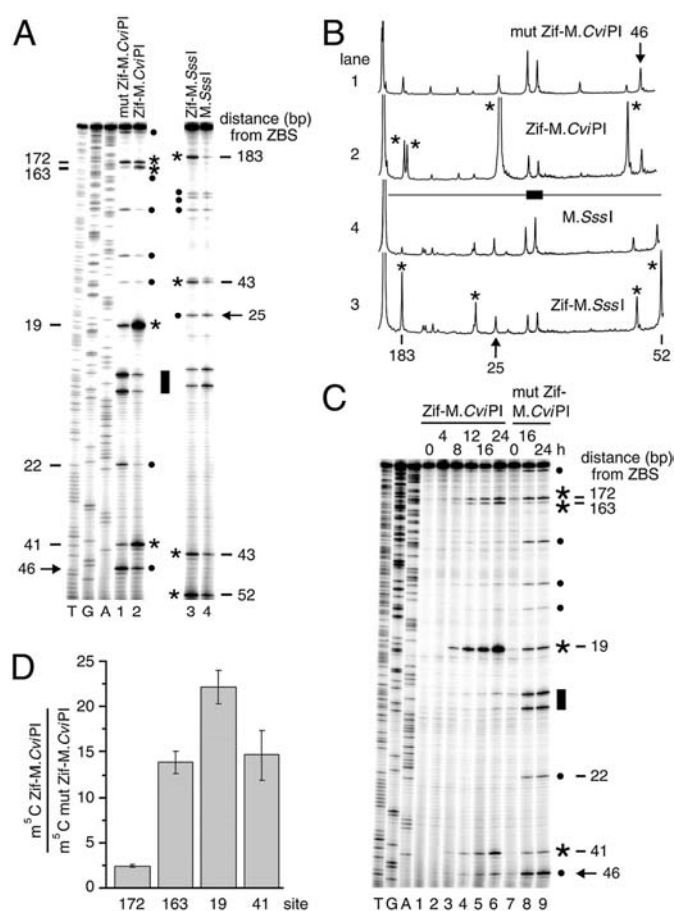 A
mut Zif-M.CviPI
Zif-M.CviPI
Zif-M.SssI
M.SssI
distance (bp)
from ZBS
172
163
19
22
41
46
* 183
* 43
25
* 43
* 52
T G A 1 2 3 4
B
mut Zif-M.CviPI 46
lane
1
* Zif-M.CviPI *
* *
2
4 M.SssI
* *
* Zif-M.SssI *
3
183 25 52
C
Zif-M.CviPI
mut Zif-
M.CviPI
0 4 8 12 16 24 0 16 24 h
distance (bp)
from ZBS
* 172
* 163
* 19
22
* 41
46
T G A 1 2 3 4 5 6 7 8 9
D
m5C Zif-M.CviPI
m5C mut Zif-M.CviPI
25
20
15
10
5
0
172 163 19 41 site